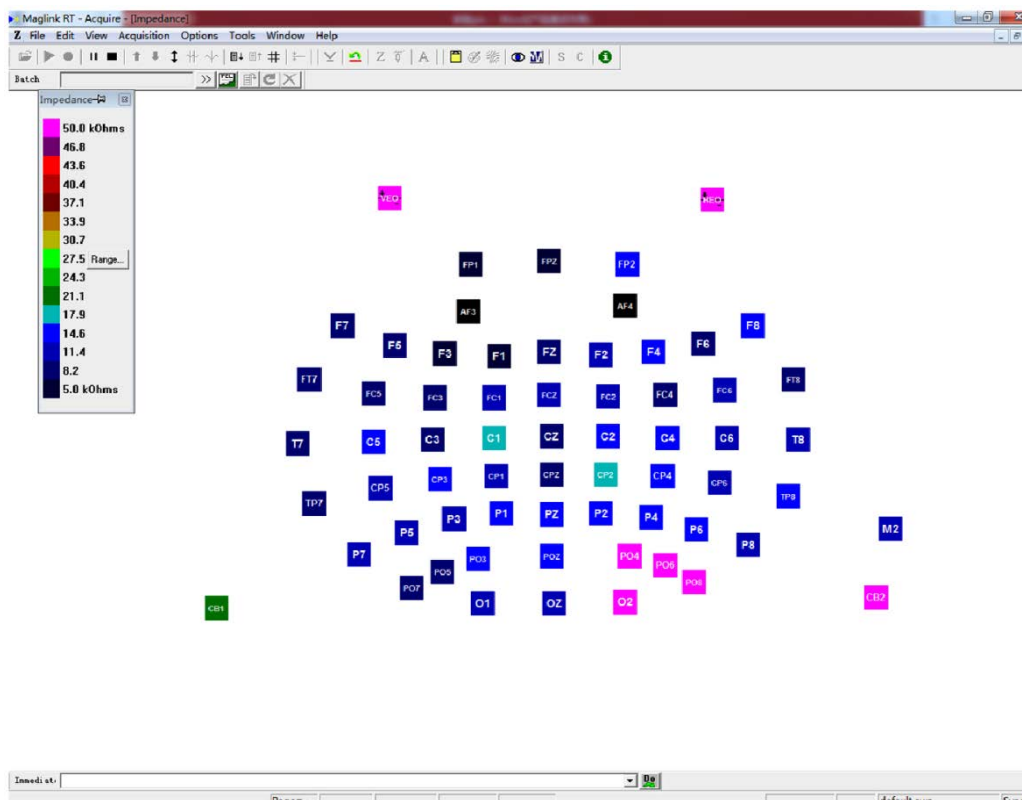 Maglink RT - Acquire - [Impedance]
Z File Edit View Acquisition Options Tools Window Help
A S C
Batch
Impedance
50.0 kOhms
46.8
43.6
40.4
37.1
33.9
30.7
27.5 Range...
24.3
21.1
17.9
14.6
11.4
8.2
5.0 kOhms
VEO HEO
FP1 FPZ FP2
AF3 AF4
F7 F5 F3 F1 FZ F2 F4 F6 F8
FT7 FC5 FC3 FC1 FCZ FC2 FC4 FC6 FT8
T7 C5 C3 C1 CZ C2 C4 C6 T8
TP7 CP5 CP3 CP1 CPZ CP2 CP4 CP6 TP8
P7 P5 P3 P1 PZ P2 P4 P6 P8 M2
PO7 PO5 PO3 POZ PO4 PO6 PO8
CB1 O1 OZ O2 CB2